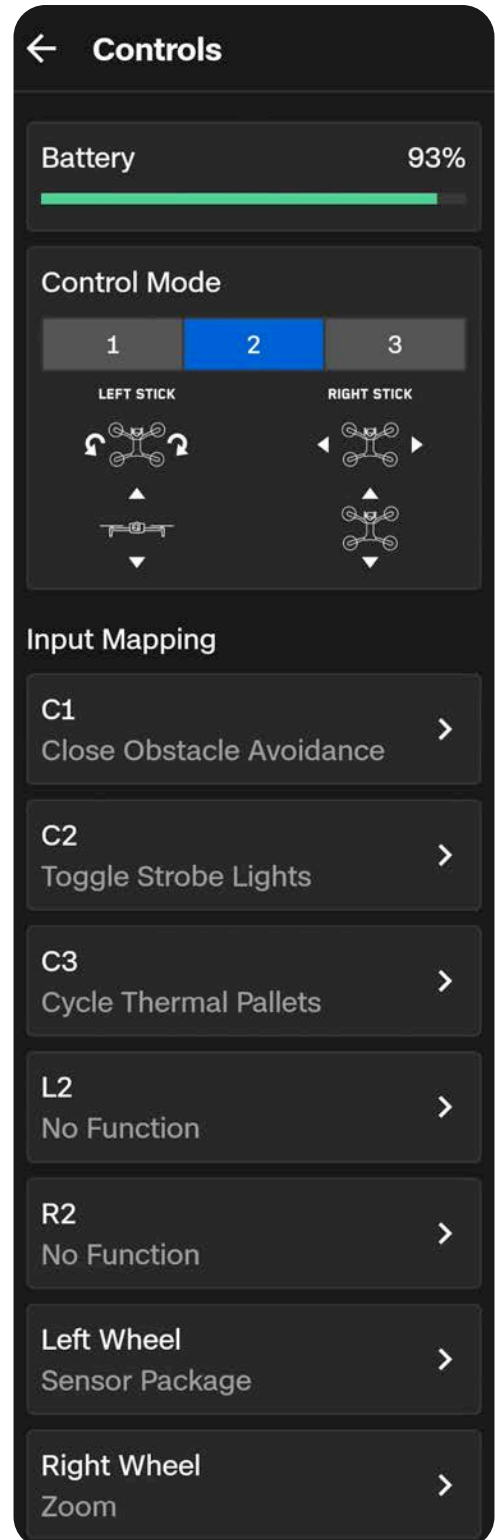 Controls
Battery 93%
Control Mode
1 2 3
LEFT STICK RIGHT STICK
Input Mapping
C1
Close Obstacle Avoidance
C2
Toggle Strobe Lights
C3
Cycle Thermal Pallets
L2
No Function
R2
No Function
Left Wheel
Sensor Package
Right Wheel
Zoom